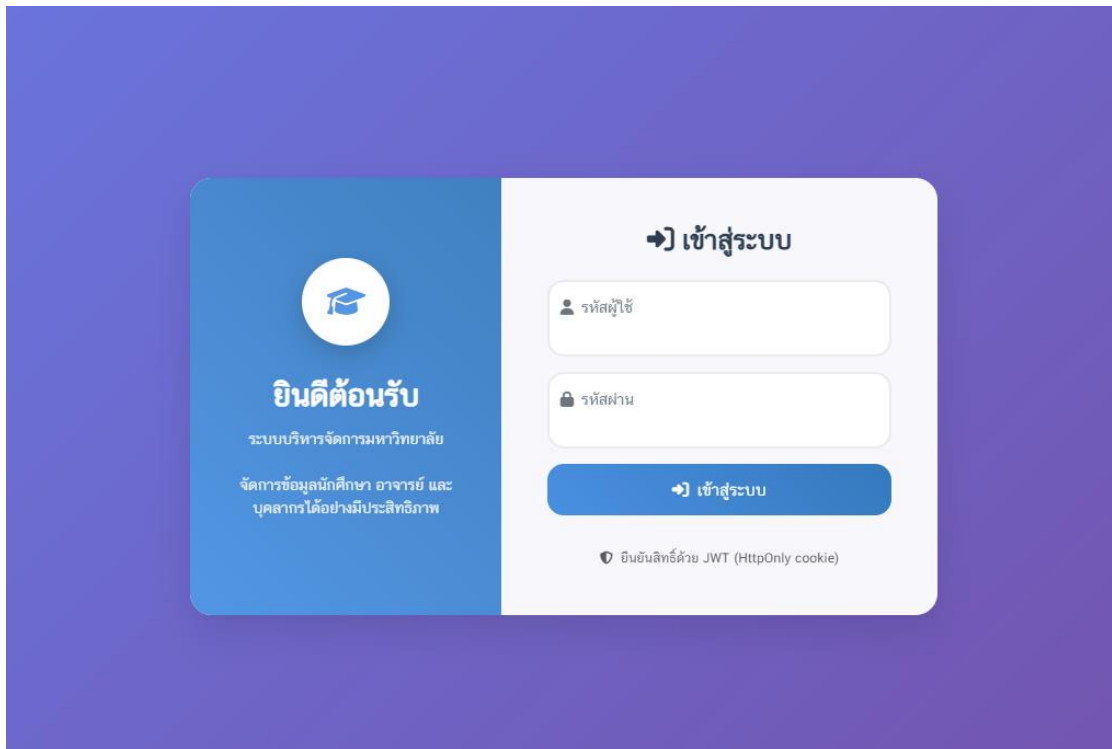 ยินดีต้อนรับ
ระบบบริหารจัดการมหาวิทยาลัย
จัดการข้อมูลนักศึกษา อาจารย์ และ
บุคลากรได้อย่างมีประสิทธิภาพ
เข้าสู่ระบบ
รหัสผู้ใช้
รหัสผ่าน
เข้าสู่ระบบ
ยืนยันสิทธิ์ด้วย JWT (HttpOnly cookie)